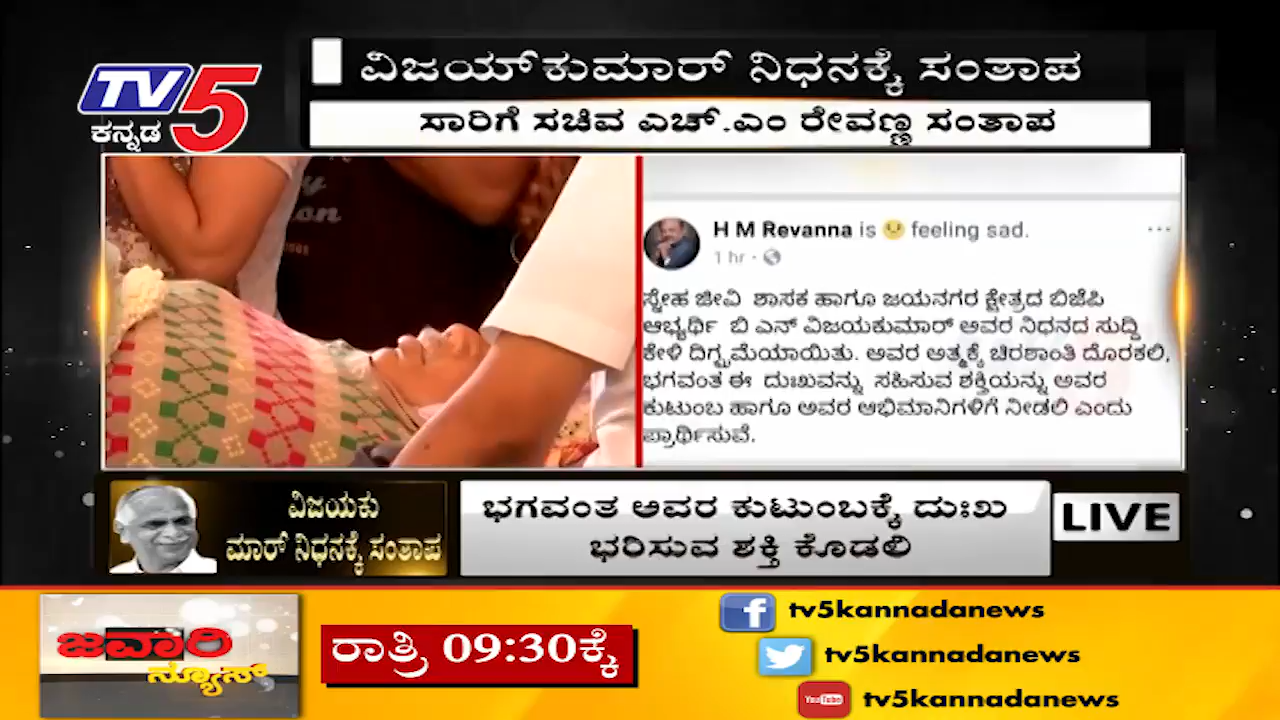 ವಿಜಯ್‌ಕುಮಾರ್ ನಿಧನಕ್ಕೆ ಸಂತಾಪ
TV5
ಕನ್ನಡ
ಸಾರಿಗೆ ಸಚಿವ ಎಚ್.ಎಂ ರೇವಣ್ಣ ಸಂತಾಪ
H M Revanna is feeling sad.
1 hr
ಸ್ನೇಹ ಜೀವಿ ಶಾಸಕ ಹಾಗೂ ಜಯನಗರ ಕ್ಷೇತ್ರದ ಬಿಜೆಪಿ
ಅಭ್ಯರ್ಥಿ ಬಿ ಎನ್ ವಿಜಯಕುಮಾರ್ ಅವರ ನಿಧನದ ಸುದ್ದಿ
ಕೇಳಿ ದಿಗ್ಭ್ರಮೆಯಾಯಿತು. ಅವರ ಆತ್ಮಕ್ಕೆ ಚಿರಶಾಂತಿ ದೊರಕಲಿ,
ಭಗವಂತ ಈ ದುಃಖವನ್ನು ಸಹಿಸುವ ಶಕ್ತಿಯನ್ನು ಅವರ
ಕುಟುಂಬ ಹಾಗೂ ಅವರ ಅಭಿಮಾನಿಗಳಿಗೆ ನೀಡಲಿ ಎಂದು
ಪ್ರಾರ್ಥಿಸುವೆ.
ವಿಜಯಕು
ಮಾರ್ ನಿಧನಕ್ಕೆ ಸಂತಾಪ
ಭಗವಂತ ಅವರ ಕುಟುಂಬಕ್ಕೆ ದುಃಖ
ಭರಿಸುವ ಶಕ್ತಿ ಕೊಡಲಿ
LIVE
ಜವಾರಿ
ನ್ಯೂಸ್
ರಾತ್ರಿ 09:30ಕ್ಕೆ
tv5kannadanews
tv5kannadanews
YouTube
tv5kannadanews